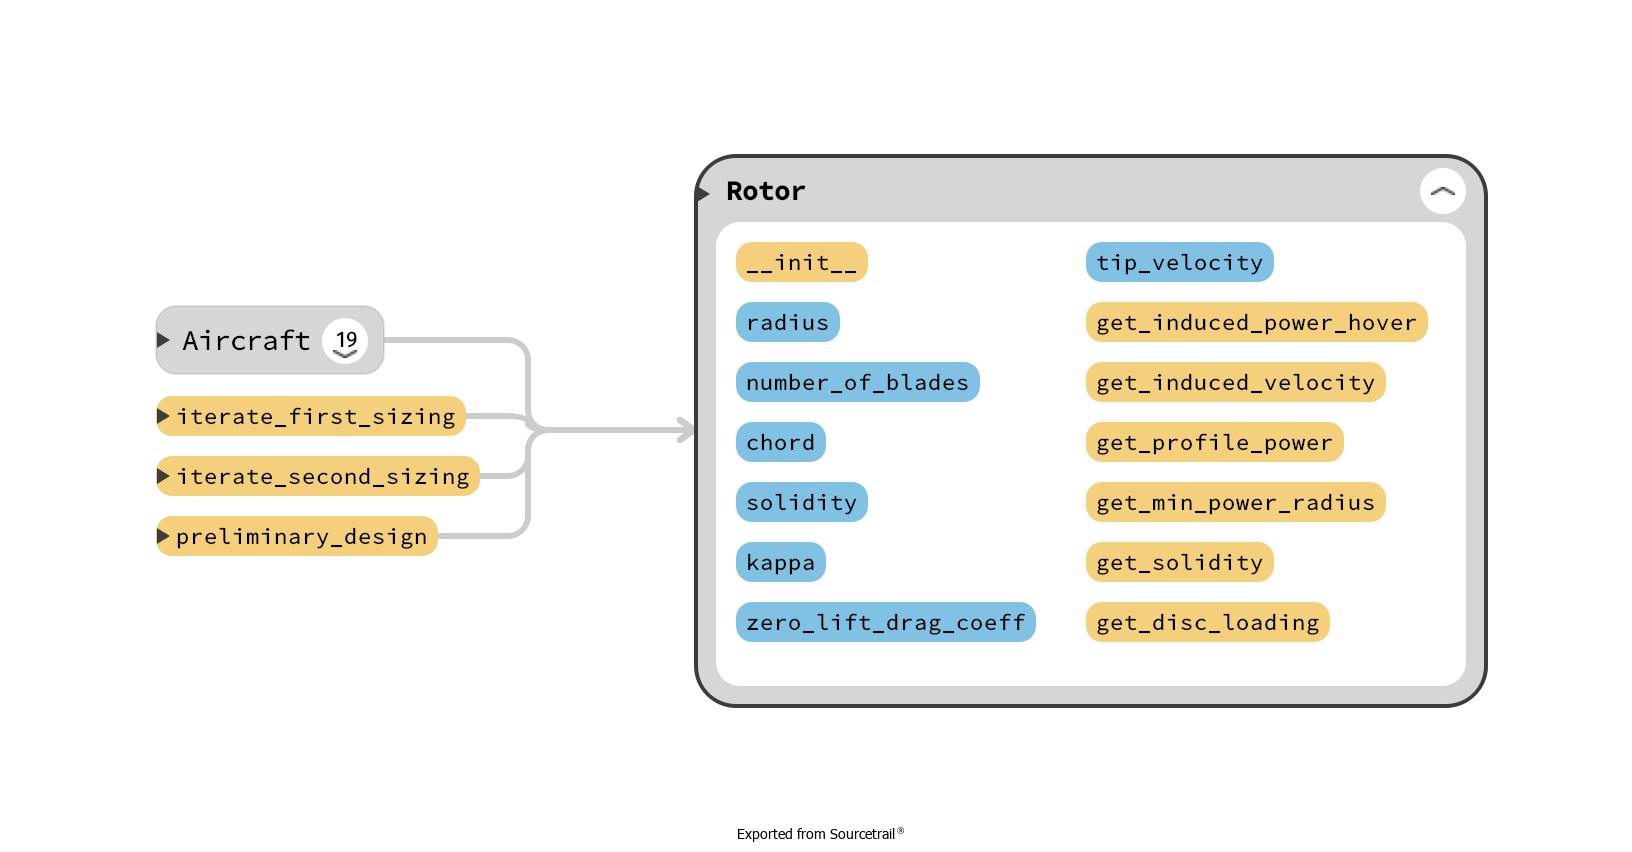 Rotor
__init__
radius
number_of_blades
chord
solidity
kappa
zero_lift_drag_coeff
tip_velocity
get_induced_power_hover
get_induced_velocity
get_profile_power
get_min_power_radius
get_solidity
get_disc_loading
Aircraft 19
iterate_first_sizing
iterate_second_sizing
preliminary_design
Exported from Sourcetrail®